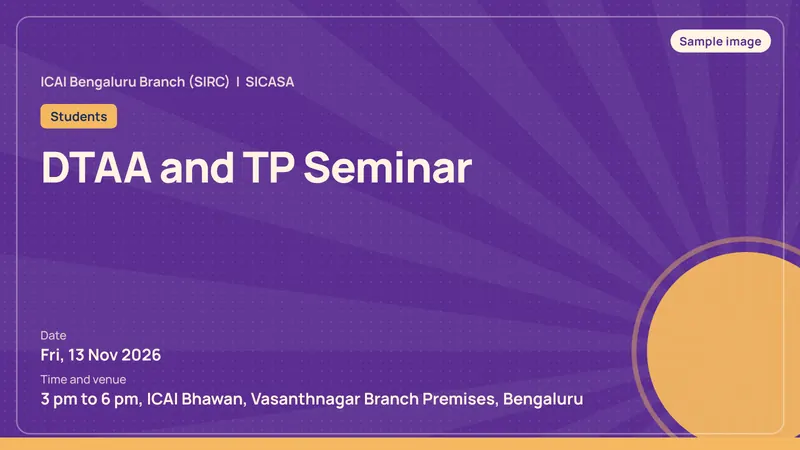 Sample image
ICAI Bengaluru Branch (SIRC) | SICASA
Students
DTAA and TP Seminar
Date
Fri, 13 Nov 2026
Time and venue
3 pm to 6 pm, ICAI Bhawan, Vasanthnagar Branch Premises, Bengaluru